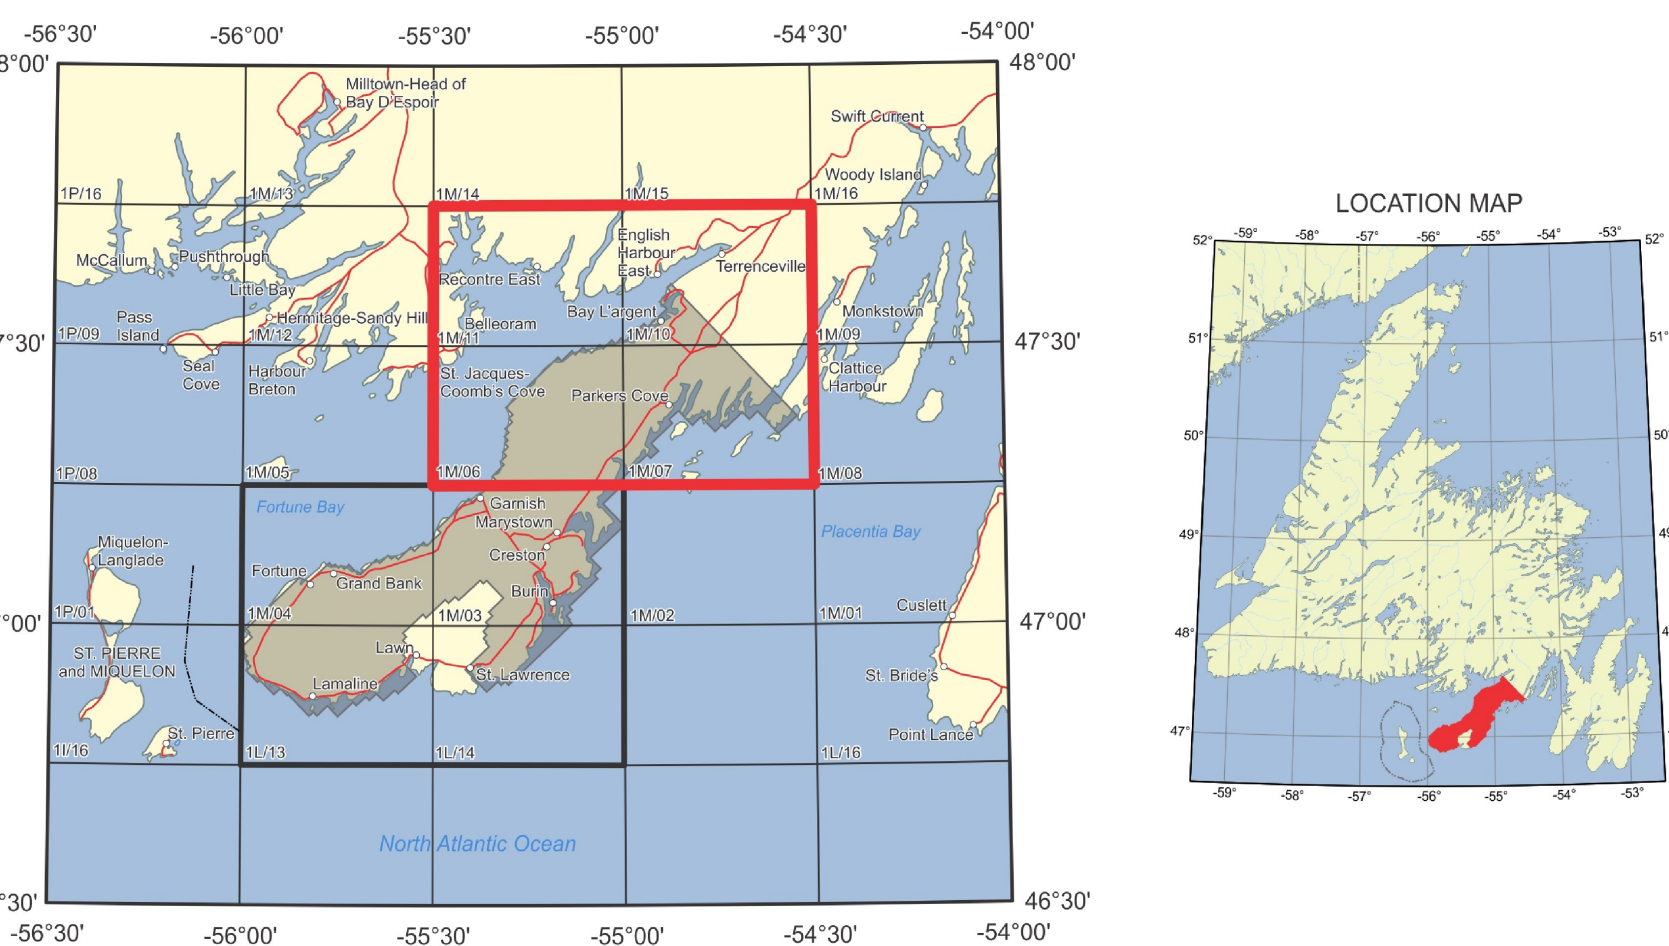 -56°30' -56°00' -55°30' -55°00' -54°30' -54°00'
8°00' 48°00'
Milltown-Head of
Bay D'Espoir
Swift Current
Woody Island
1P/16 1M/13 1M/14 1M/15 1M/16
English
Harbour
East
McCallum Pushthrough
Recontre East
Terrenceville
Little Bay
Pass
Island
Hermitage-Sandy Hill
Belleoram
Bay L'argent
Monkstown
1P/09 1M/12 1M/11 1M/10 1M/09
7°30' 47°30'
Seal
Cove
Harbour
Breton
St. Jacques-
Coomb's Cove
Parkers Cove
Clattice
Harbour
1P/08 1M/05 1M/06 1M/07 1M/08
Fortune Bay
Garnish
Marystown
Placentia Bay
Miquelon-
Langlade
Creston
Fortune
Grand Bank
Burin
Cuslett
1P/01 1M/04 1M/03 1M/02 1M/01
°00' 47°00'
ST. PIERRE
and MIQUELON
Lawn
St. Lawrence
St. Bride's
Lamaline
St. Pierre
Point Lance
1I/16 1L/13 1L/14 1L/16
North Atlantic Ocean
°30' 46°30'
-56°30' -56°00' -55°30' -55°00' -54°30' -54°00'
LOCATION MAP
52° -59° -58° -57° -56° -55° -54° -53° 52°
51° 51°
50° 50°
49° 49
48° 4
47°
-59° -58° -57° -56° -55° -54° -53°